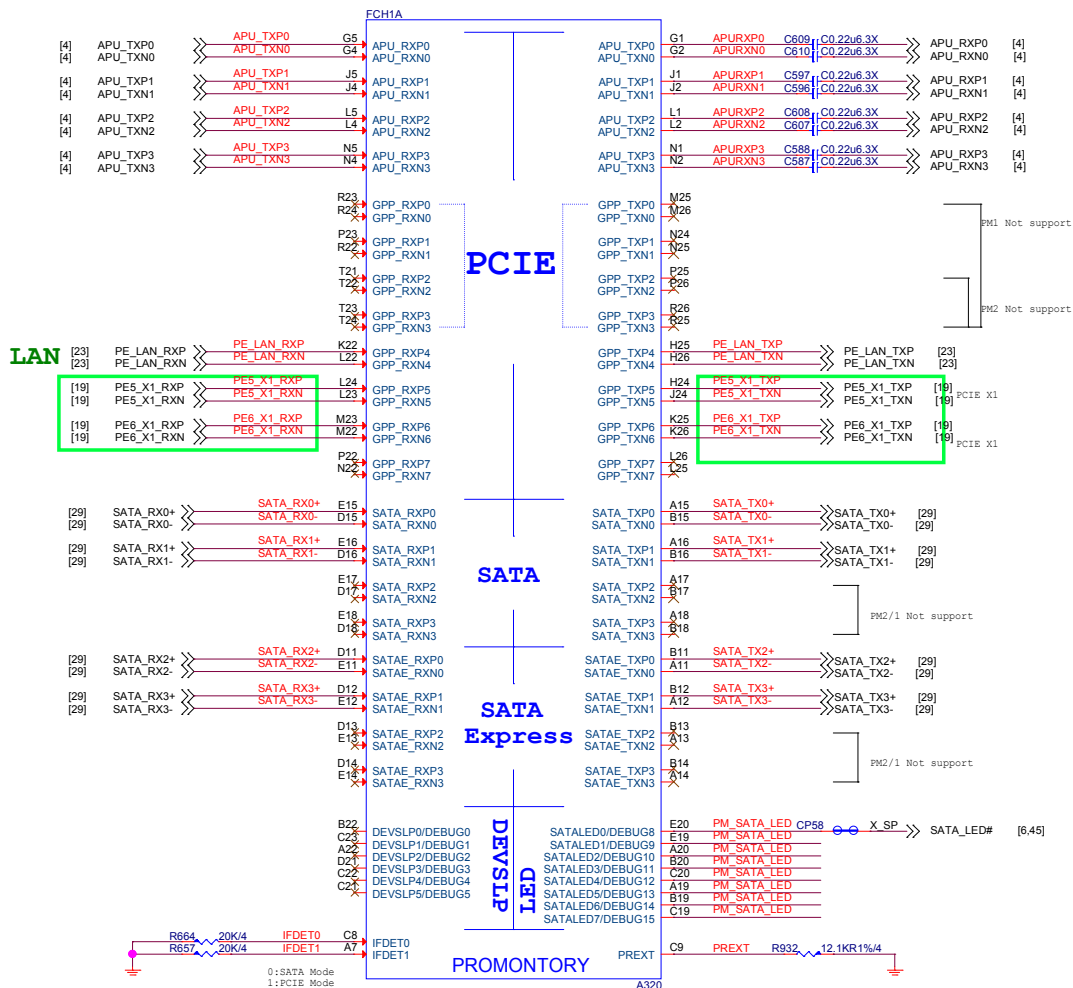 FCH1A
[4] APU_TXP0 APU_TXP0 G5 APU_RXP0 APU_TXP0 G1 APURXP0 C609 C0.22u6.3X APU_RXP0 [4]
[4] APU_TXN0 APU_TXN0 G4 APU_RXN0 APU_TXN0 G2 APURXN0 C610 C0.22u6.3X APU_RXN0 [4]
[4] APU_TXP1 APU_TXP1 J5 APU_RXP1 APU_TXP1 J1 APURXP1 C597 C0.22u6.3X APU_RXP1 [4]
[4] APU_TXN1 APU_TXN1 J4 APU_RXN1 APU_TXN1 J2 APURXN1 C596 C0.22u6.3X APU_RXN1 [4]
[4] APU_TXP2 APU_TXP2 L5 APU_RXP2 APU_TXP2 L1 APURXP2 C608 C0.22u6.3X APU_RXP2 [4]
[4] APU_TXN2 APU_TXN2 L4 APU_RXN2 APU_TXN2 L2 APURXN2 C607 C0.22u6.3X APU_RXN2 [4]
[4] APU_TXP3 APU_TXP3 N5 APU_RXP3 APU_TXP3 N1 APURXP3 C588 C0.22u6.3X APU_RXP3 [4]
[4] APU_TXN3 APU_TXN3 N4 APU_RXN3 APU_TXN3 N2 APURXN3 C587 C0.22u6.3X APU_RXN3 [4]
R23 GPP_RXP0 GPP_TXP0 M25
R24 GPP_RXN0 GPP_TXN0 M26
PM1 Not support
P23 GPP_RXP1 GPP_TXP1 N24
R22 GPP_RXN1 GPP_TXN1 N25
PCIE
T21 GPP_RXP2 GPP_TXP2 P25
T22 GPP_RXN2 GPP_TXN2 P26
PM2 Not support
T23 GPP_RXP3 GPP_TXP3 R26
T24 GPP_RXN3 GPP_TXN3 R25
LAN [23] PE_LAN_RXP PE_LAN_RXP K22 GPP_RXP4 GPP_TXP4 H25 PE_LAN_TXP PE_LAN_TXP [23]
[23] PE_LAN_RXN PE_LAN_RXN L22 GPP_RXN4 GPP_TXN4 H26 PE_LAN_TXN PE_LAN_TXN [23]
[19] PE5_X1_RXP PE5_X1_RXP L24 GPP_RXP5 GPP_TXP5 H24 PE5_X1_TXP PE5_X1_TXP [19]
[19] PE5_X1_RXN PE5_X1_RXN L23 GPP_RXN5 GPP_TXN5 J24 PE5_X1_TXN PE5_X1_TXN [19] PCIE X1
[19] PE6_X1_RXP PE6_X1_RXP M23 GPP_RXP6 GPP_TXP6 K25 PE6_X1_TXP PE6_X1_TXP [19]
[19] PE6_X1_RXN PE6_X1_RXN M22 GPP_RXN6 GPP_TXN6 K26 PE6_X1_TXN PE6_X1_TXN [19] PCIE X1
P22 GPP_RXP7 GPP_TXP7 L26
N22 GPP_RXN7 GPP_TXN7 L25
[29] SATA_RX0+ SATA_RX0+ E15 SATA_RXP0 SATA_TXP0 A15 SATA_TX0+ SATA_TX0+ [29]
[29] SATA_RX0- SATA_RX0- D15 SATA_RXN0 SATA_TXN0 B15 SATA_TX0- SATA_TX0- [29]
[29] SATA_RX1+ SATA_RX1+ E16 SATA_RXP1 SATA_TXP1 A16 SATA_TX1+ SATA_TX1+ [29]
[29] SATA_RX1- SATA_RX1- D16 SATA_RXN1 SATA_TXN1 B16 SATA_TX1- SATA_TX1- [29]
SATA
E17 SATA_RXP2 SATA_TXP2 A17
D17 SATA_RXN2 SATA_TXN2 B17
PM2/1 Not support
E18 SATA_RXP3 SATA_TXP3 A18
D18 SATA_RXN3 SATA_TXN3 B18
[29] SATA_RX2+ SATA_RX2+ D11 SATAE_RXP0 SATAE_TXP0 B11 SATA_TX2+ SATA_TX2+ [29]
[29] SATA_RX2- SATA_RX2- E11 SATAE_RXN0 SATAE_TXN0 A11 SATA_TX2- SATA_TX2- [29]
[29] SATA_RX3+ SATA_RX3+ D12 SATAE_RXP1 SATAE_TXP1 B12 SATA_TX3+ SATA_TX3+ [29]
[29] SATA_RX3- SATA_RX3- E12 SATAE_RXN1 SATAE_TXN1 A12 SATA_TX3- SATA_TX3- [29]
SATA
Express
D13 SATAE_RXP2 SATAE_TXP2 B13
E13 SATAE_RXN2 SATAE_TXN2 A13
PM2/1 Not support
D14 SATAE_RXP3 SATAE_TXP3 B14
E14 SATAE_RXN3 SATAE_TXN3 A14
B22 DEVSLP0/DEBUG0 SATALED0/DEBUG8 E20 PM_SATA_LED CP58 X_SP SATA_LED# [6,45]
C23 DEVSLP1/DEBUG1 SATALED1/DEBUG9 E19 PM_SATA_LED
A22 DEVSLP2/DEBUG2 SATALED2/DEBUG10 A20 PM_SATA_LED
D21 DEVSLP3/DEBUG3 SATALED3/DEBUG11 B20 PM_SATA_LED
C22 DEVSLP4/DEBUG4 SATALED4/DEBUG12 C20 PM_SATA_LED
C21 DEVSLP5/DEBUG5 SATALED5/DEBUG13 A19 PM_SATA_LED
SATALED6/DEBUG14 B19 PM_SATA_LED
SATALED7/DEBUG15 C19 PM_SATA_LED
DEVSLP
LED
R664 20K/4 IFDET0 C8 IFDET0
R657 20K/4 IFDET1 A7 IFDET1 PREXT C9 PREXT R932 12.1KR1%/4
0:SATA Mode
1:PCIE Mode
PROMONTORY
A320